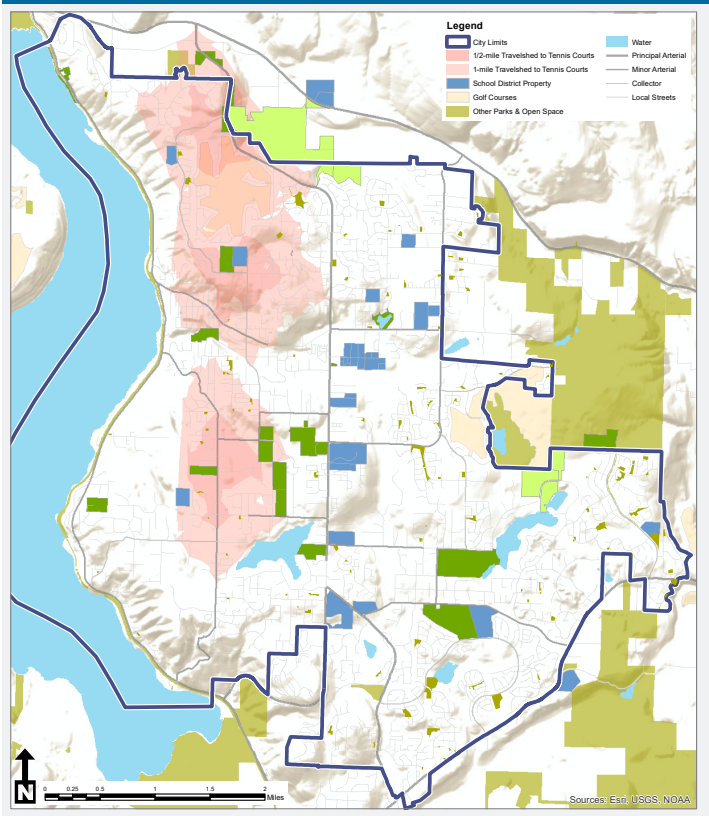 Legend
City Limits
1/2-mile Travelshed to Tennis Courts
1-mile Travelshed to Tennis Courts
School District Property
Golf Courses
Other Parks & Open Space
Water
Principal Arterial
Minor Arterial
Collector
Local Streets
N
0 0.25 0.5 1 1.5 2
Miles
Sources: Esri, USGS, NOAA